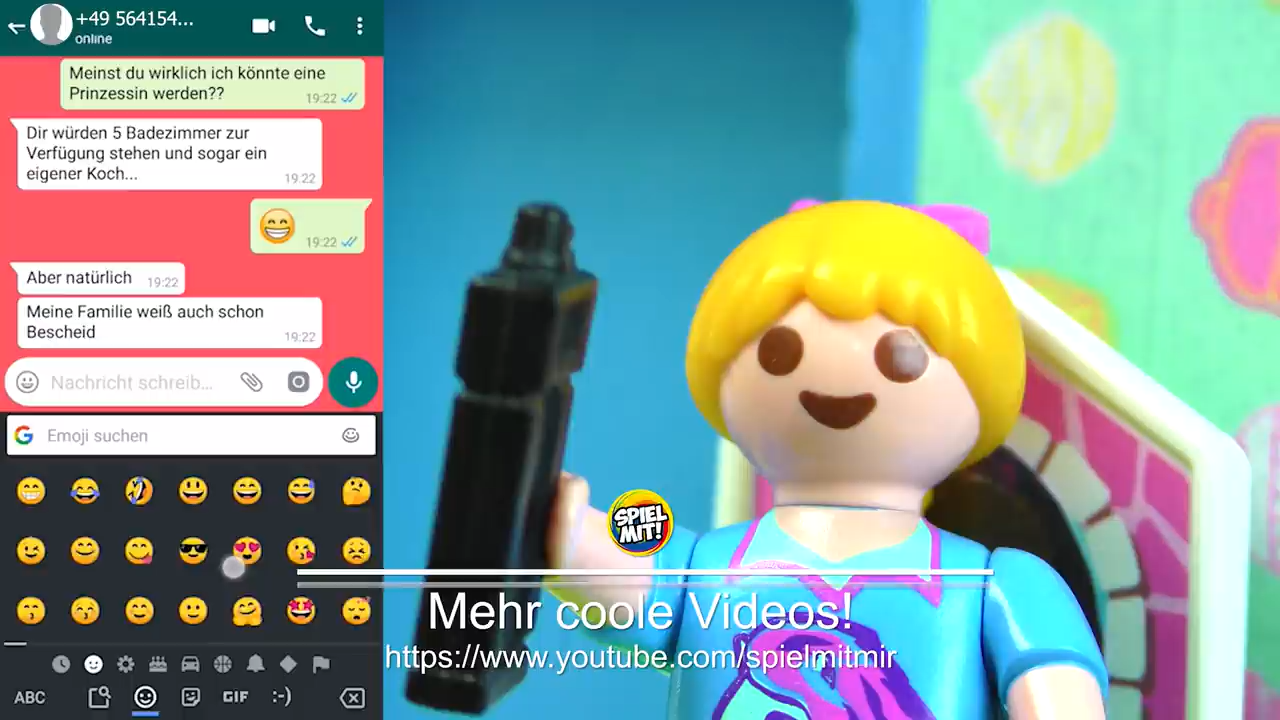 +49 564154...
online
Meinst du wirklich ich könnte eine
Prinzessin werden??
19:22
Dir würden 5 Badezimmer zur
Verfügung stehen und sogar ein
eigener Koch...
19:22
19:22
Aber natürlich
19:22
Meine Familie weiß auch schon
Bescheid
19:22
Nachricht schreib...
Emoji suchen
ABC
GIF
:-)
SPIEL
MIT!
Mehr coole Videos!
https://www.youtube.com/spielmitmir